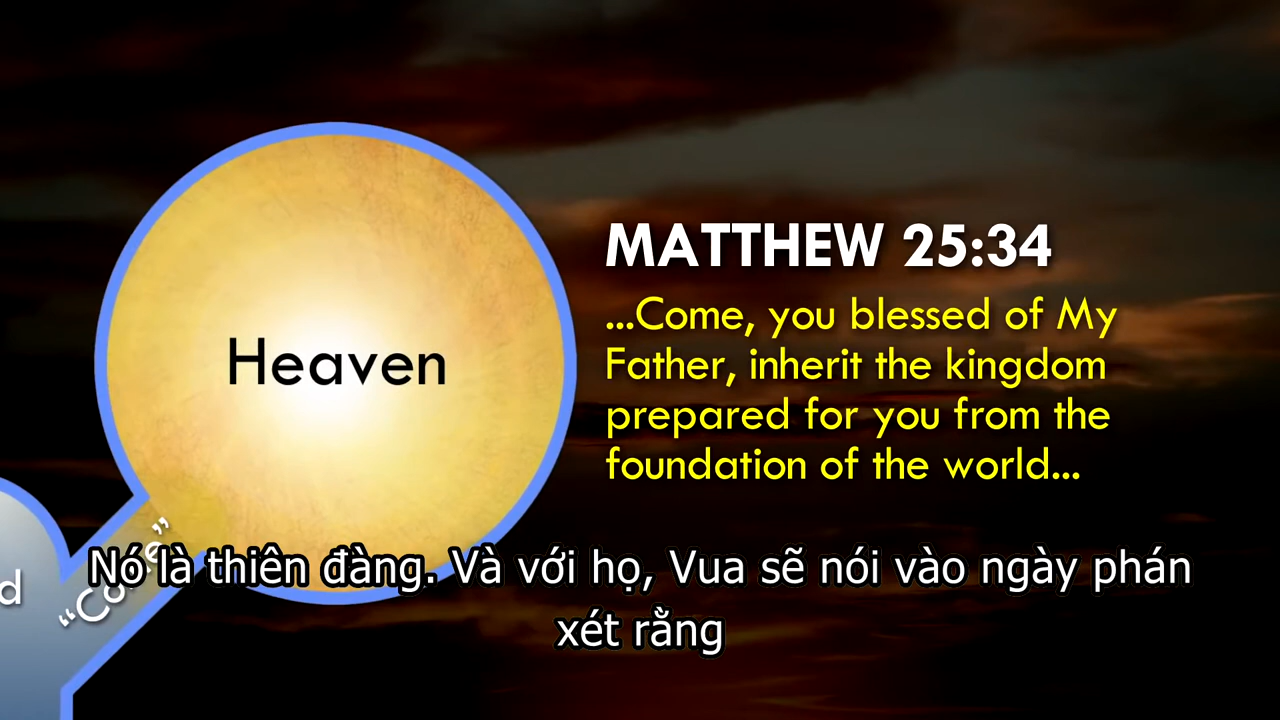 Heaven
MATTHEW 25:34
...Come, you blessed of My
Father, inherit the kingdom
prepared for you from the
foundation of the world...
Nó là thiên đàng. Và với họ, Vua sẽ nói vào ngày phán
xét rằng